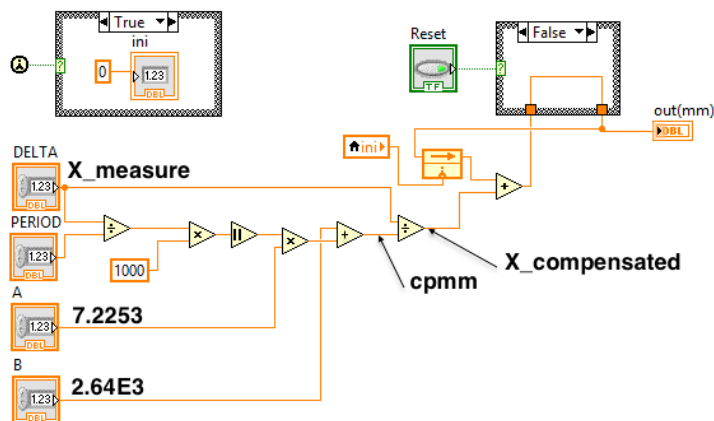 True
ini
?
0
1.23
DBL
Reset
TF
False
?
out(mm)
DBL
ini
DELTA
X_measure
1.23
DBL
PERIOD
1.23
DBL
÷
×
||
×
+
÷
+
1000
cpmm
X_compensated
A
7.2253
1.23
DBL
B
2.64E3
1.23
DBL